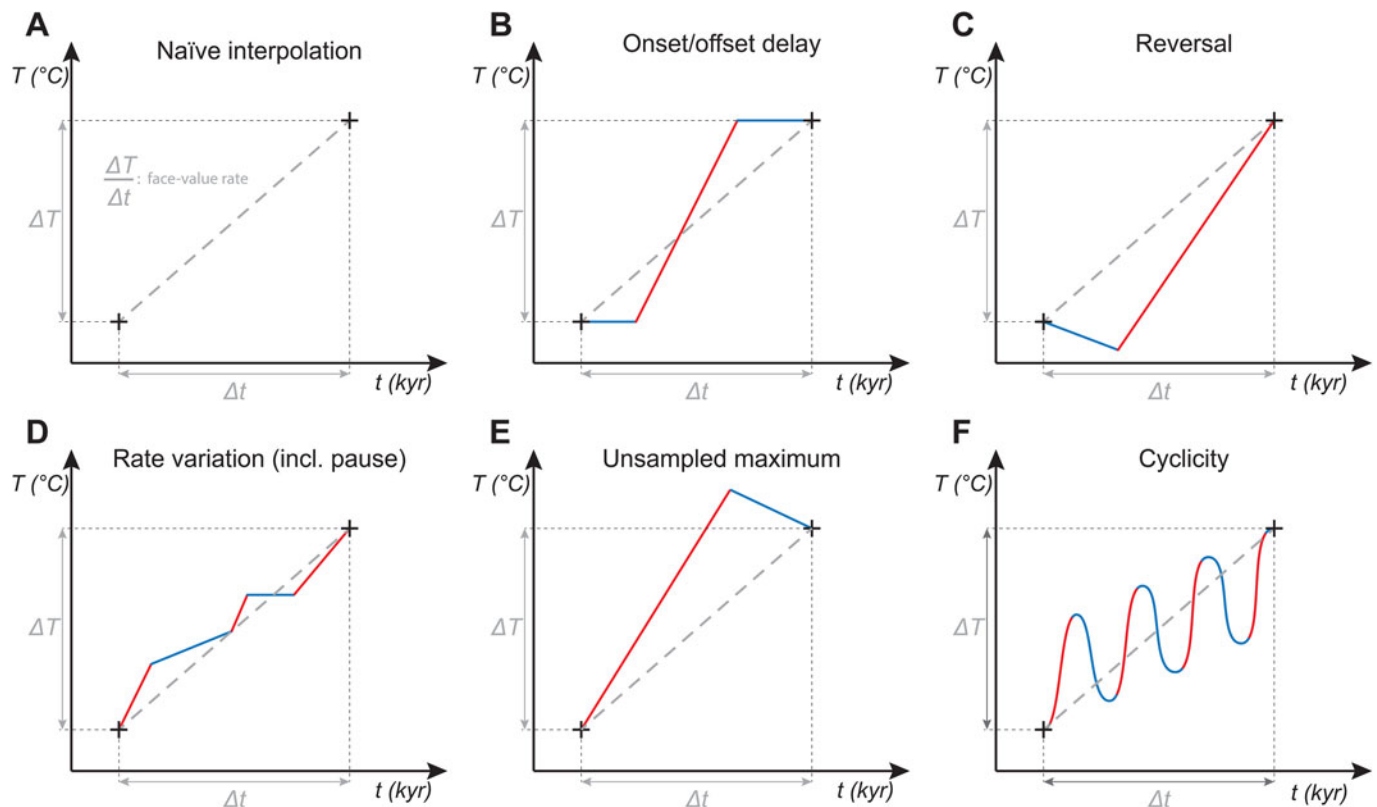 A
Naïve interpolation
T (°C)
ΔT
ΔT
Δt
: face-value rate
Δt
t (kyr)
B
Onset/offset delay
T (°C)
ΔT
Δt
t (kyr)
C
Reversal
T (°C)
ΔT
Δt
t (kyr)
D
Rate variation (incl. pause)
T (°C)
ΔT
Δt
t (kyr)
E
Unsampled maximum
T (°C)
ΔT
Δt
t (kyr)
F
Cyclicity
T (°C)
ΔT
Δt
t (kyr)